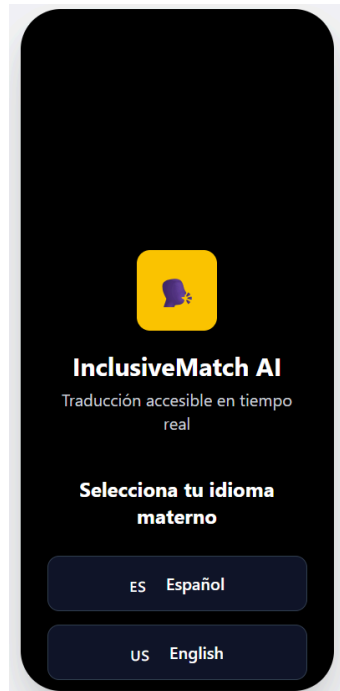 InclusiveMatch AI
Traducción accesible en tiempo
real
Selecciona tu idioma
materno
ES Español
US English